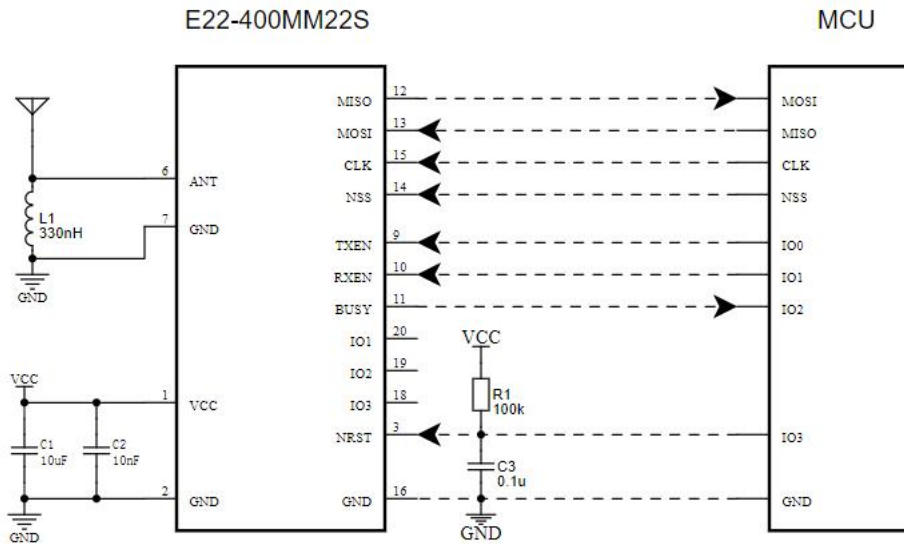 E22-400MM22S
MCU
MISO 12 MOSI
MOSI 13 MISO
CLK 15 CLK
NSS 14 NSS
6 ANT
L1
330nH
7 GND
GND
TXEN 9 IO0
RXEN 10 IO1
BUSY 11 IO2
IO1 20
IO2 19
IO3 18
VCC
R1
100k
VCC
1 VCC
C1
10uF
C2
10nF
NRST 3 IO3
C3
0.1u
2 GND
GND 16 GND
GND
GND